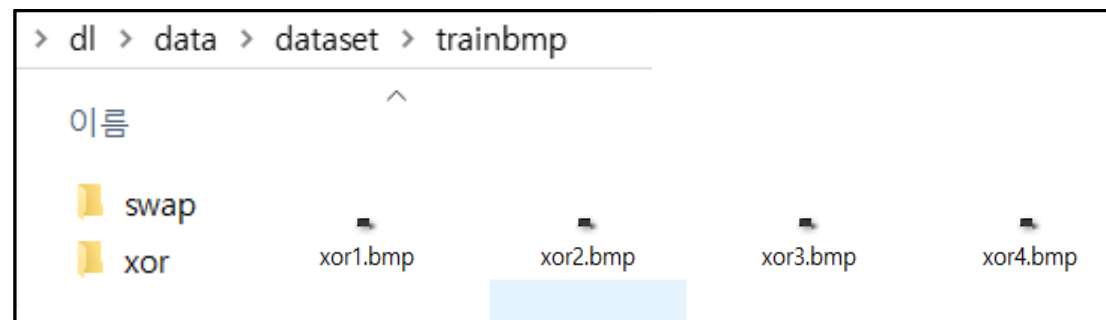 > dl > data > dataset > trainbmp
이름
swap
xor
xor1.bmp xor2.bmp xor3.bmp xor4.bmp